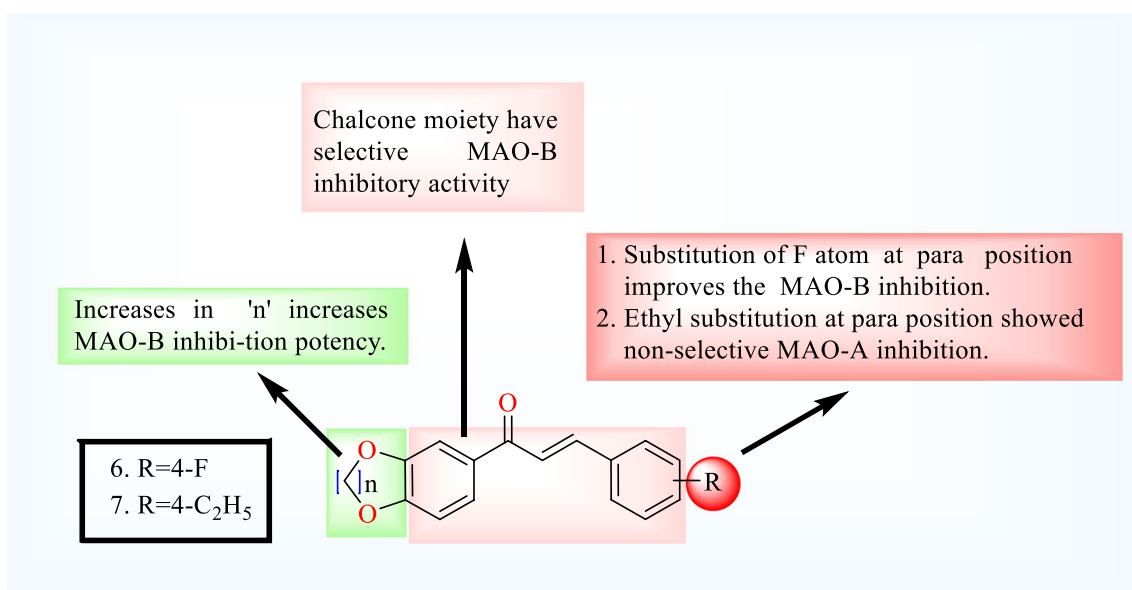 Chalcone moiety have
selective MAO-B
inhibitory activity
1. Substitution of F atom at para position
improves the MAO-B inhibition.
2. Ethyl substitution at para position showed
non-selective MAO-A inhibition.
Increases in 'n' increases
MAO-B inhibi-tion potency.
O
O
n
O
R
6. R=4-F
7. R=4-C₂H₅